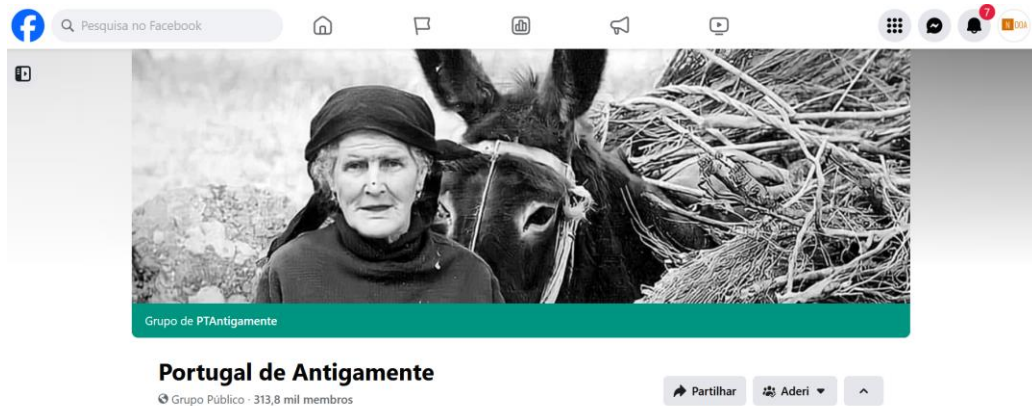 Pesquisa no Facebook
7
Grupo de PTAntigamente
Portugal de Antigamente
Grupo Público · 313,8 mil membros
Partilhar
Aderi